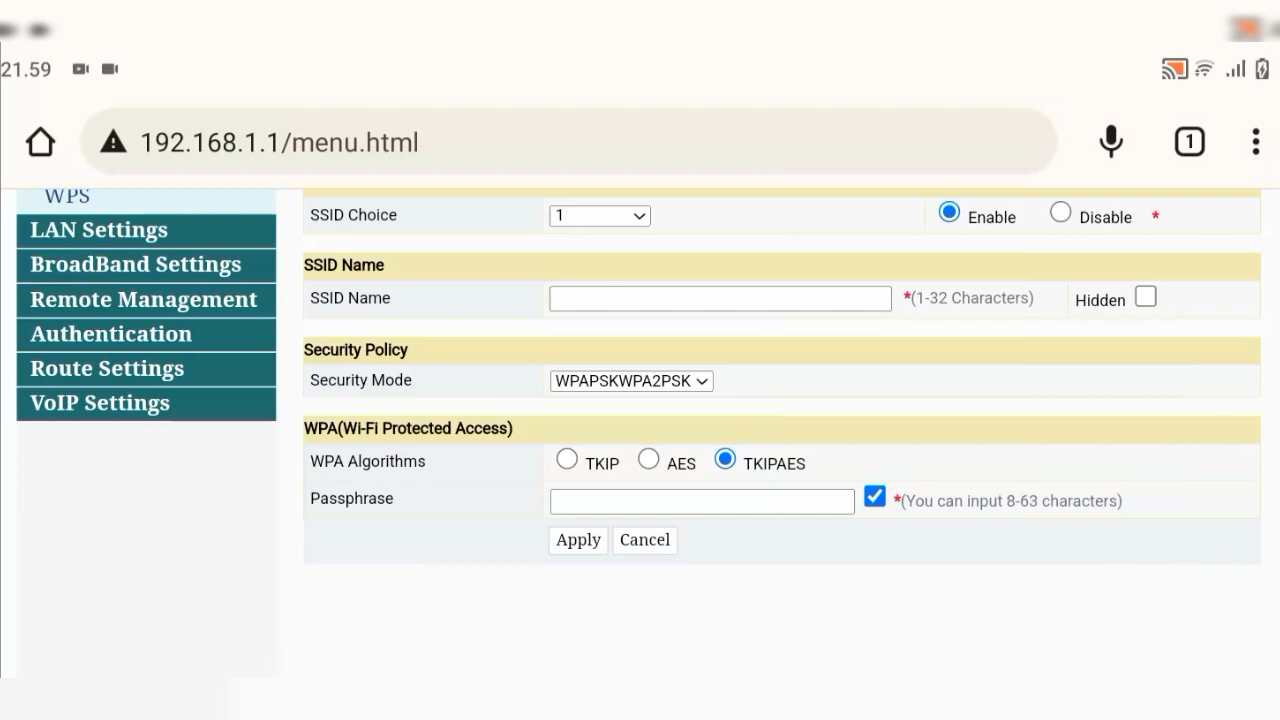 21.59
192.168.1.1/menu.html
1
WPS
LAN Settings
BroadBand Settings
Remote Management
Authentication
Route Settings
VoIP Settings
SSID Choice 1 Enable Disable *
SSID Name
SSID Name *(1-32 Characters) Hidden
Security Policy
Security Mode WPAPSKWPA2PSK
WPA(Wi-Fi Protected Access)
WPA Algorithms TKIP AES TKIPAES
Passphrase *(You can input 8-63 characters)
Apply Cancel